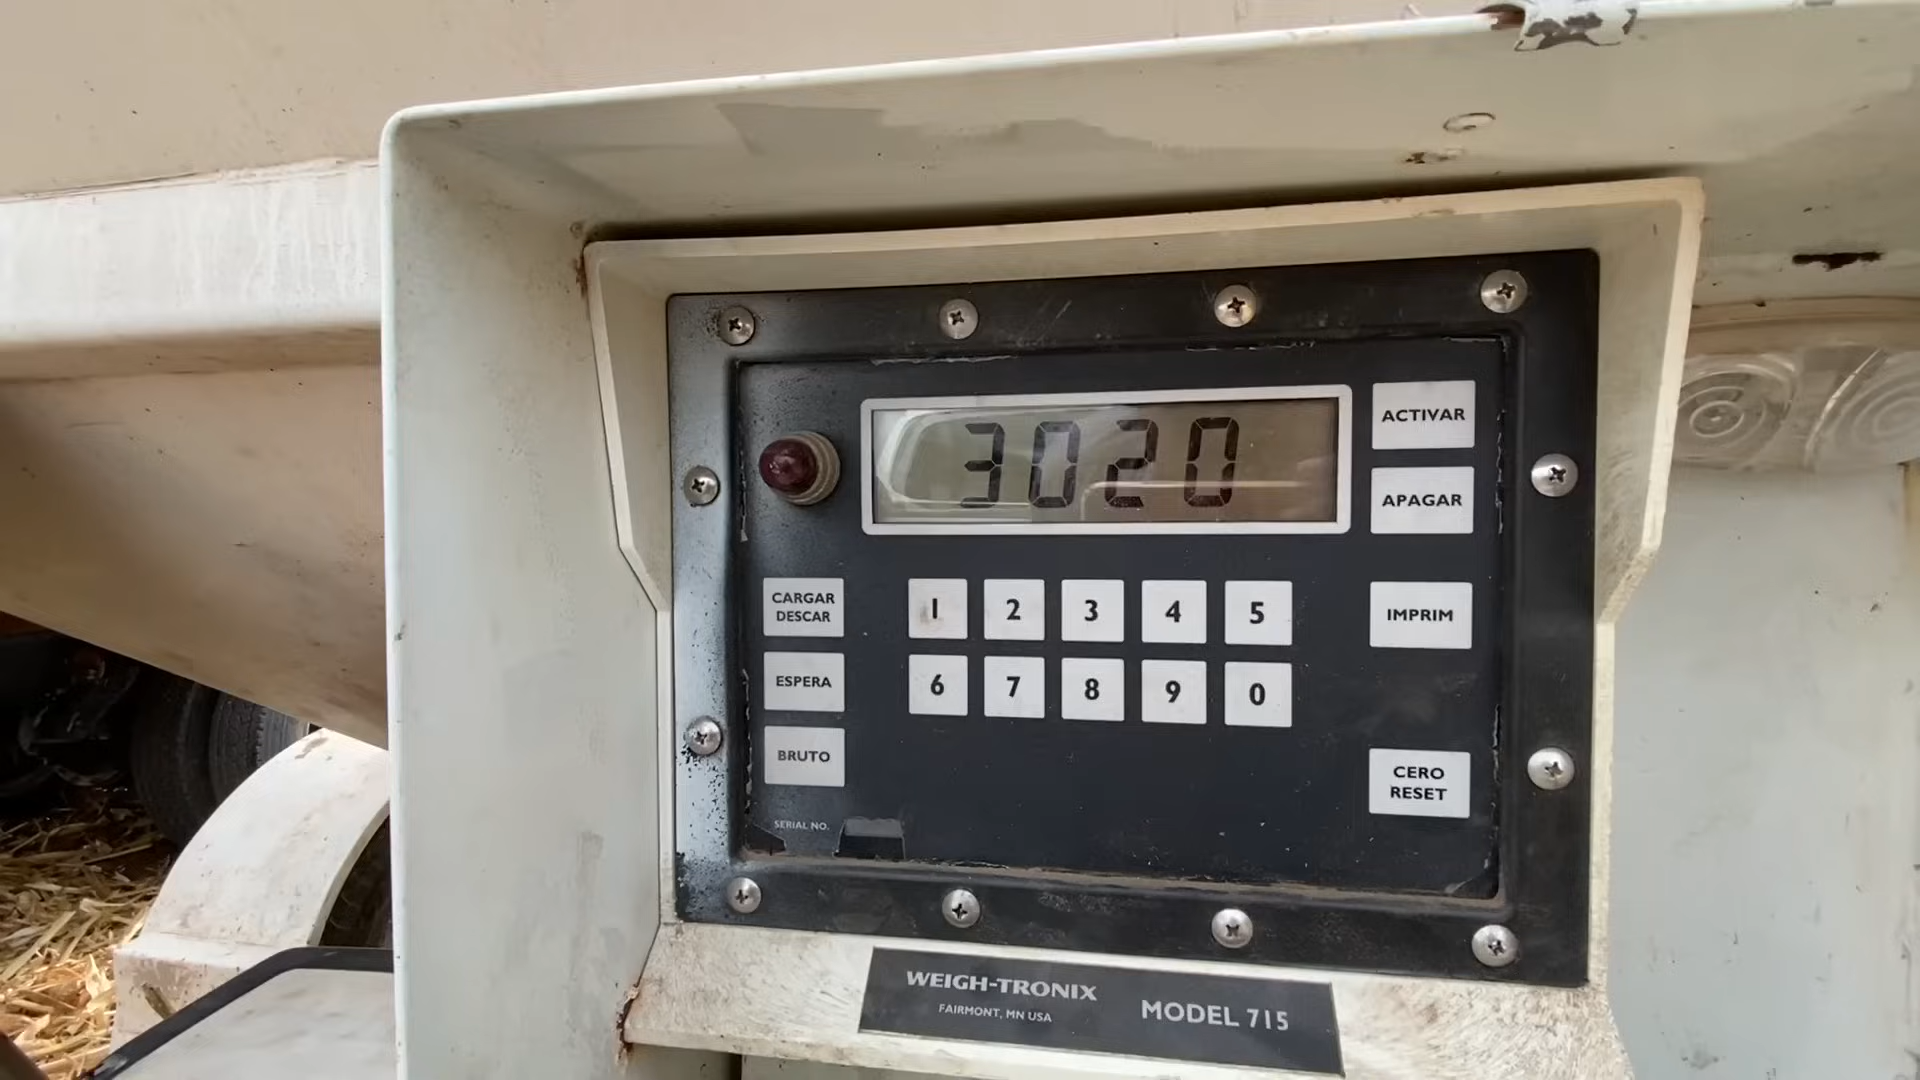 3020
ACTIVAR
APAGAR
CARGAR
DESCAR
1 2 3 4 5
IMPRIM
ESPERA
6 7 8 9 0
BRUTO
CERO
RESET
SERIAL NO.
WEIGH-TRONIX
FAIRMONT, MN USA
MODEL 715